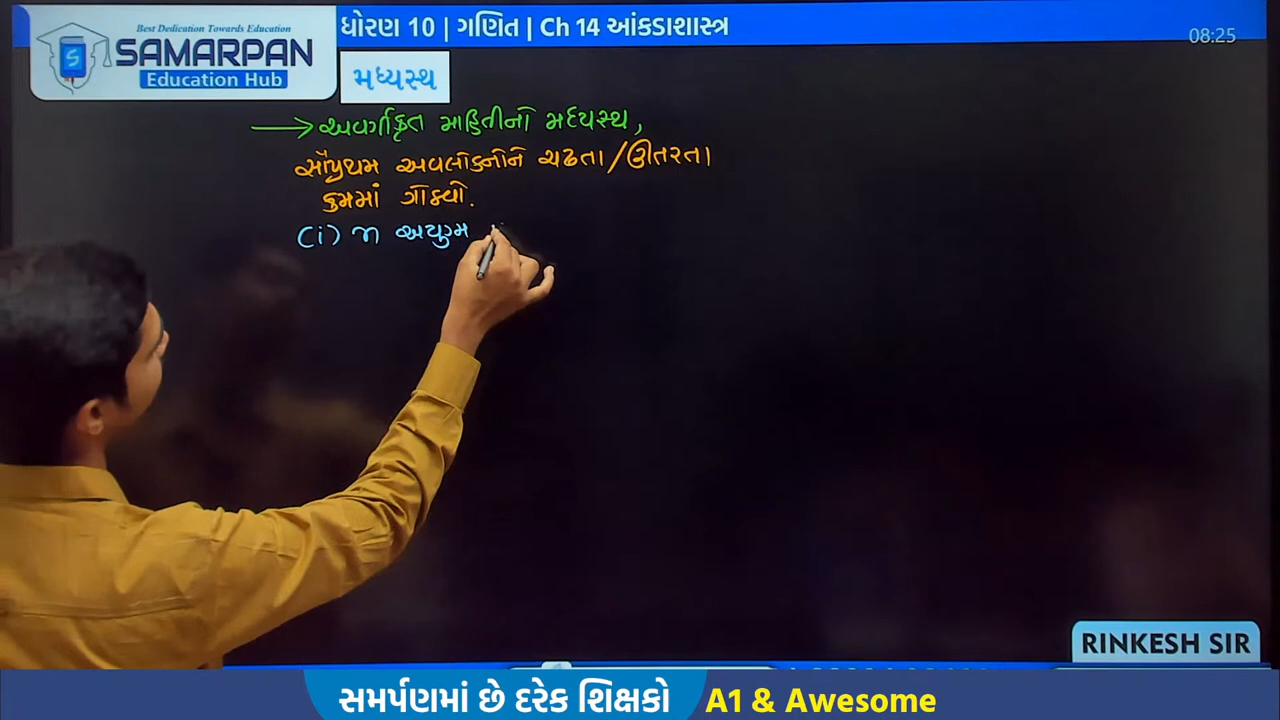 Best Dedication Towards Education
SAMARPAN
Education Hub
ધોરણ 10 | ગણિત | Ch 14 આંકડાશાસ્ત્ર
08:25
મધ્યસ્થ
→ અવર્ગીકૃત માહિતીનો મધ્યસ્થ,
સૌપ્રથમ અવલોકનોને ચઢતા/ઊતરતા
ક્રમમાં ગોઠવો.
(i) n અયુગ્મ
RINKESH SIR
સમર્પણમાં છે દરેક શિક્ષકો A1 & Awesome